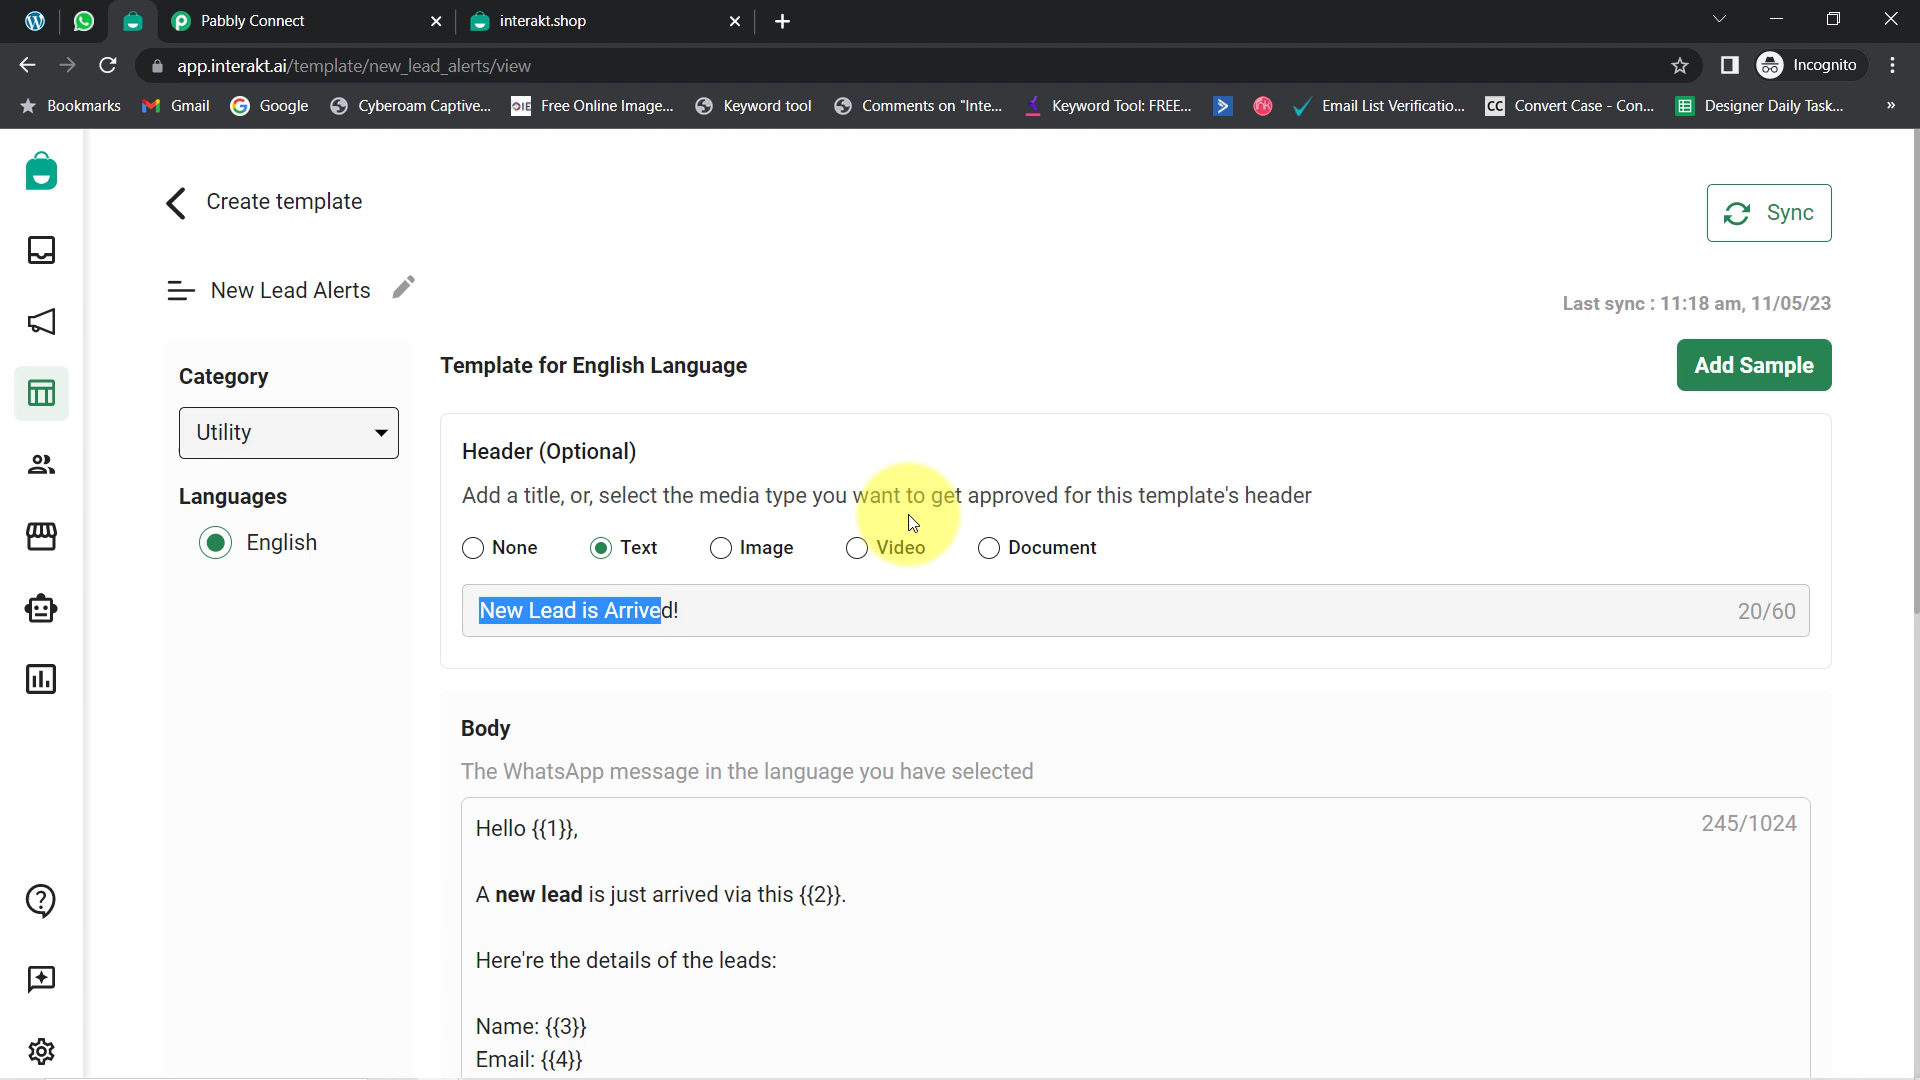 Pabbly Connect
interakt.shop
app.interakt.ai/template/new_lead_alerts/view
Incognito
Bookmarks
Gmail
Google
Cyberoam Captive...
OIE
Free Online Image...
Keyword tool
Comments on "Inte...
Keyword Tool: FREE...
Email List Verificatio...
CC
Convert Case - Con...
Designer Daily Task...
»
Create template
Sync
New Lead Alerts
Last sync : 11:18 am, 11/05/23
Category
Template for English Language
Add Sample
Utility
Header (Optional)
Languages
Add a title, or, select the media type you want to get approved for this template's header
English
None
Text
Image
Video
Document
New Lead is Arrived!
20/60
Body
The WhatsApp message in the language you have selected
Hello {{1}},
245/1024
A new lead is just arrived via this {{2}}.
Here're the details of the leads:
Name: {{3}}
Email: {{4}}